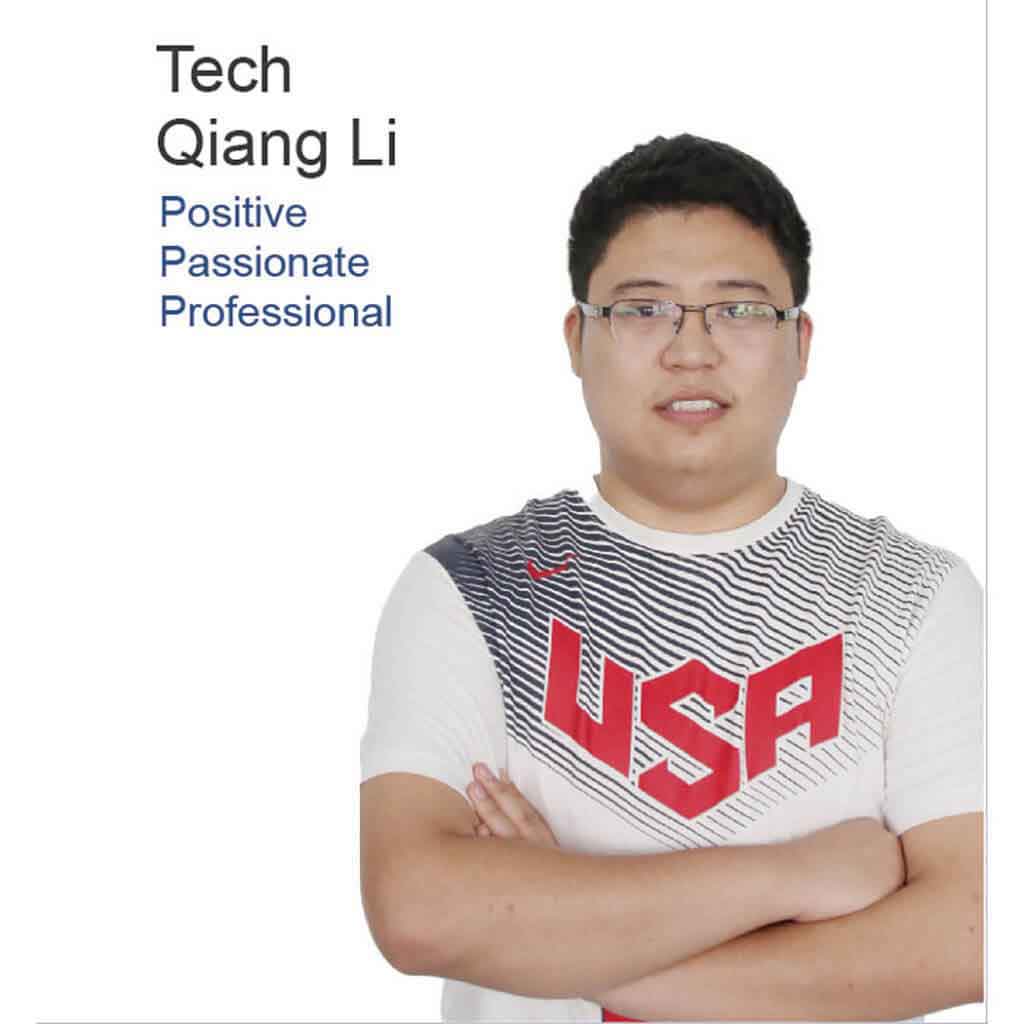 Tech
Qiang Li
Positive
Passionate
Professional
USA